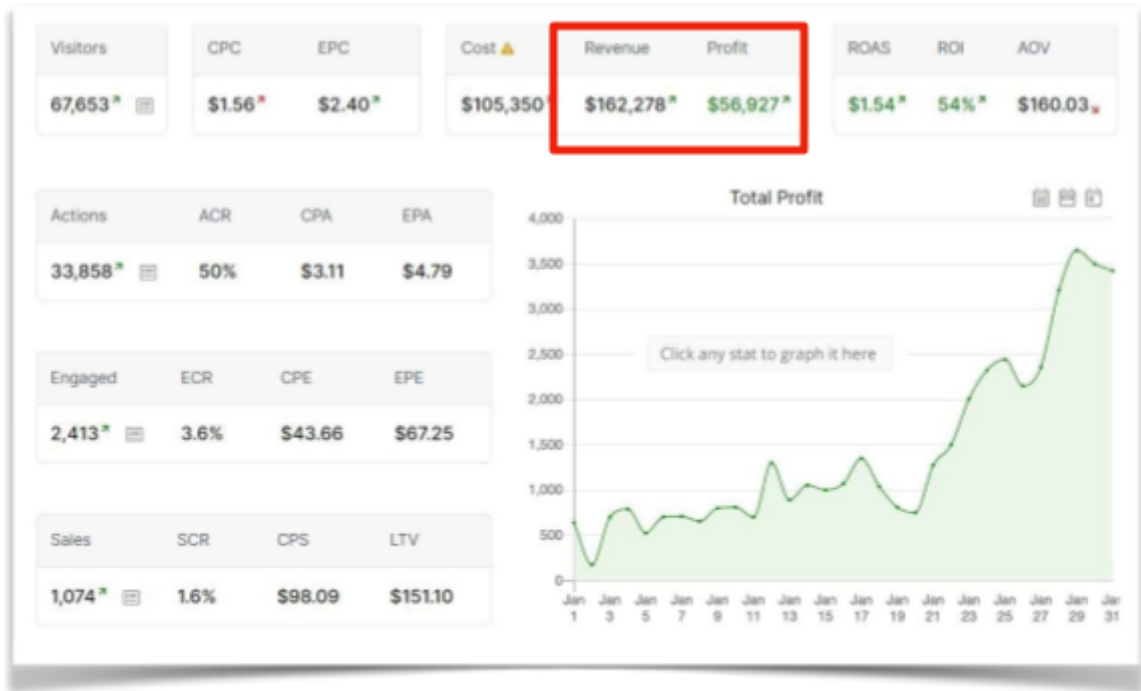 Visitors CPC EPC Cost Revenue Profit ROAS ROI AOV
67,653 $1.56 $2.40 $105,350 $162,278 $56,927 $1.54 54% $160.03
Total Profit
Actions ACR CPA EPA
33,858 50% $3.11 $4.79
Engaged ECR CPE EPE
2,413 3.6% $43.66 $67.25
Sales SCR CPS LTV
1,074 1.6% $98.09 $151.10
4,000
3,500
3,000
2,500
2,000
1,500
1,000
500
0
Click any stat to graph it here
Jan Jan Jan Jan Jan Jan Jan Jan Jan Jan Jan Jan Jan Jan Jan Jar
1 3 5 7 9 11 13 15 17 19 21 23 25 27 29 31